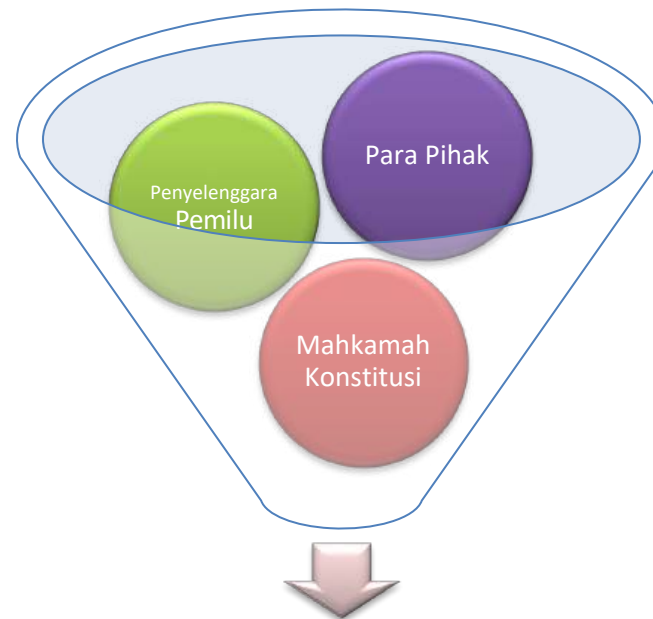 Para Pihak
Penyelenggara
Pemilu
Mahkamah
Konstitusi